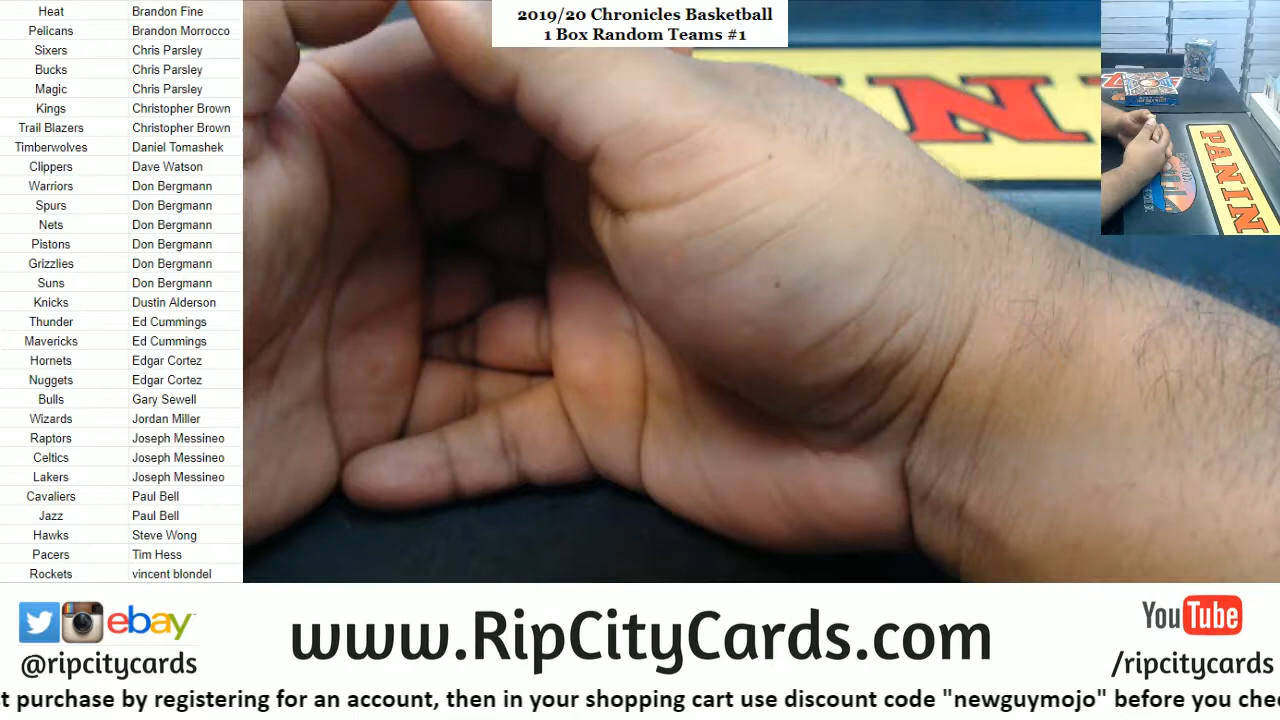 2019/20 Chronicles Basketball
1 Box Random Teams #1
Heat Brandon Fine
Pelicans Brandon Morrocco
Sixers Chris Parsley
Bucks Chris Parsley
Magic Chris Parsley
Kings Christopher Brown
Trail Blazers Christopher Brown
Timberwolves Daniel Tomashek
Clippers Dave Watson
Warriors Don Bergmann
Spurs Don Bergmann
Nets Don Bergmann
Pistons Don Bergmann
Grizzlies Don Bergmann
Suns Don Bergmann
Knicks Dustin Alderson
Thunder Ed Cummings
Mavericks Ed Cummings
Hornets Edgar Cortez
Nuggets Edgar Cortez
Bulls Gary Sewell
Wizards Jordan Miller
Raptors Joseph Messineo
Celtics Joseph Messineo
Lakers Joseph Messineo
Cavaliers Paul Bell
Jazz Paul Bell
Hawks Steve Wong
Pacers Tim Hess
Rockets vincent blondel
ANINI
PANINI
ebay
@ripcitycards
www.RipCityCards.com
YouTube
/ripcitycards
t purchase by registering for an account, then in your shopping cart use discount code "newguymojo" before you che